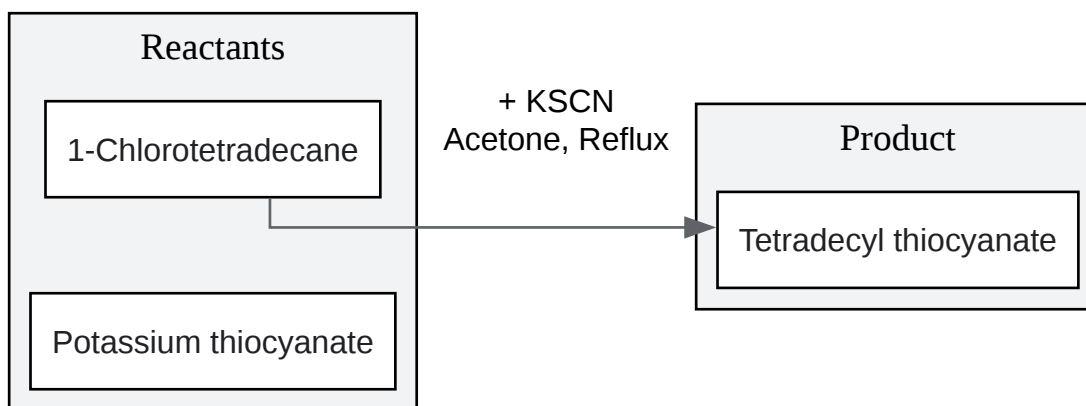 Reactants
1-Chlorotetradecane
Potassium thiocyanate
+ KSCN
Acetone, Reflux
Product
Tetradecyl thiocyanate